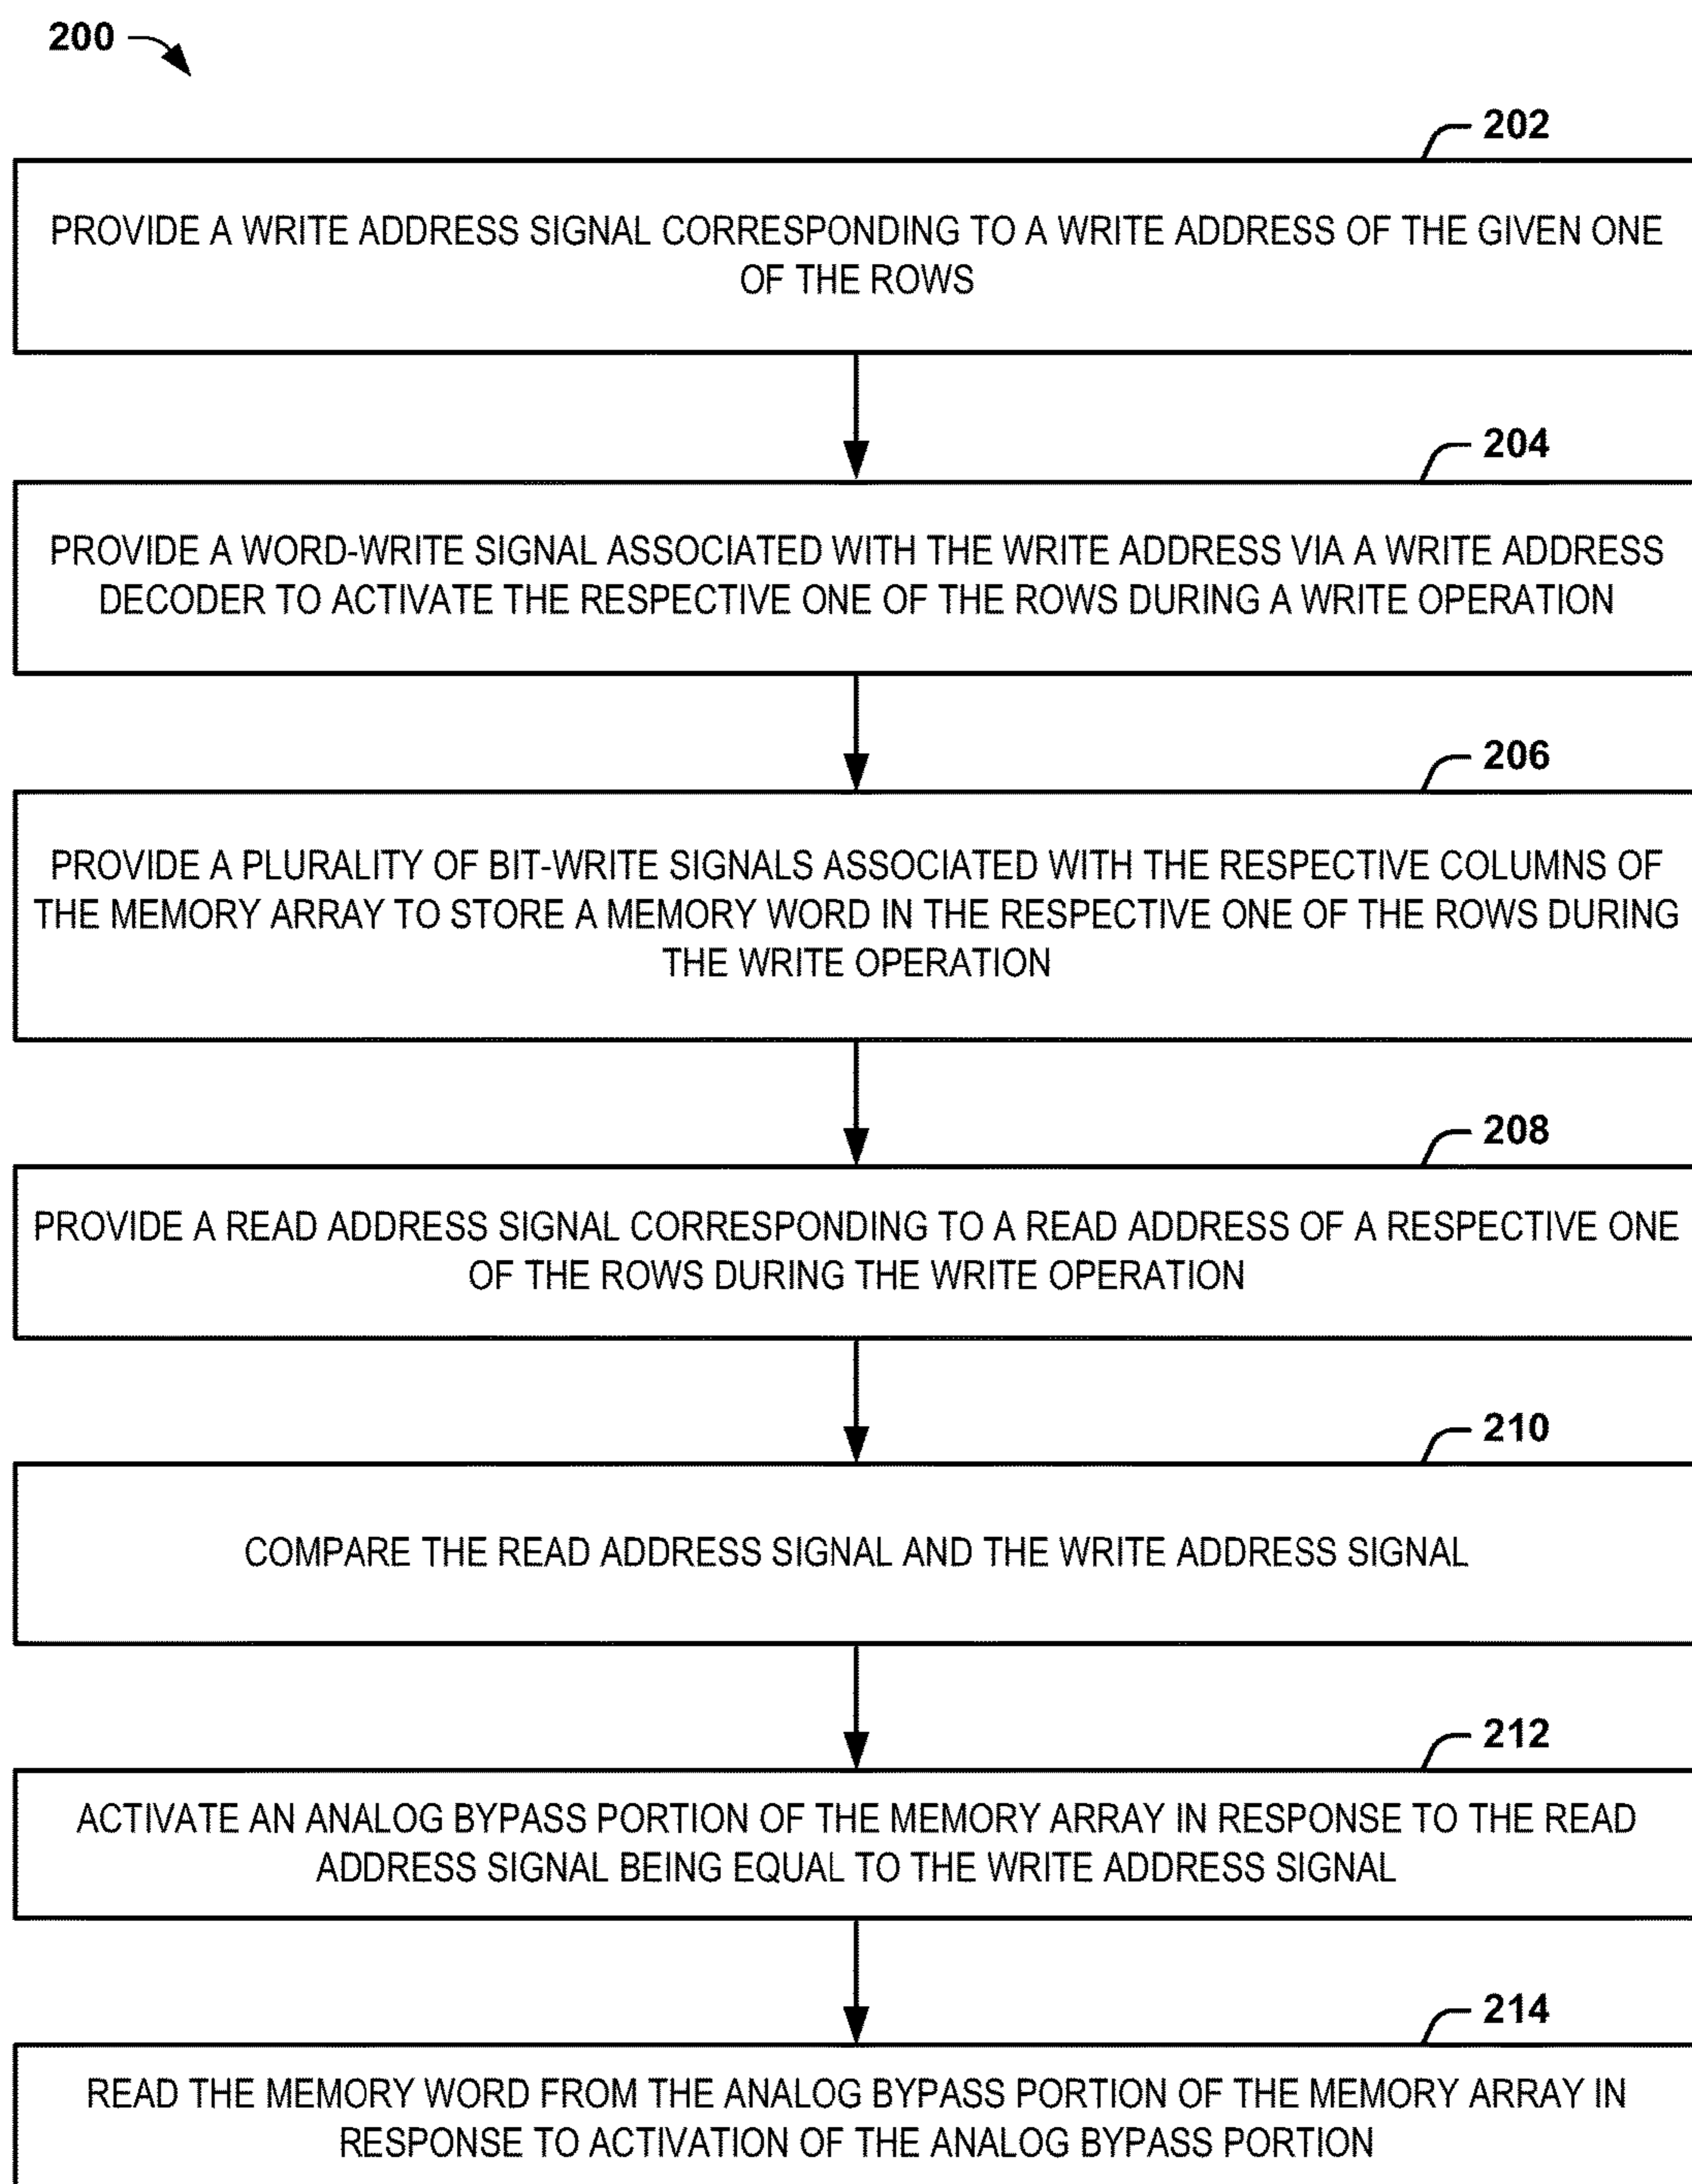 200
202
PROVIDE A WRITE ADDRESS SIGNAL CORRESPONDING TO A WRITE ADDRESS OF THE GIVEN ONE
OF THE ROWS
204
PROVIDE A WORD-WRITE SIGNAL ASSOCIATED WITH THE WRITE ADDRESS VIA A WRITE ADDRESS
DECODER TO ACTIVATE THE RESPECTIVE ONE OF THE ROWS DURING A WRITE OPERATION
206
PROVIDE A PLURALITY OF BIT-WRITE SIGNALS ASSOCIATED WITH THE RESPECTIVE COLUMNS OF
THE MEMORY ARRAY TO STORE A MEMORY WORD IN THE RESPECTIVE ONE OF THE ROWS DURING
THE WRITE OPERATION
208
PROVIDE A READ ADDRESS SIGNAL CORRESPONDING TO A READ ADDRESS OF A RESPECTIVE ONE
OF THE ROWS DURING THE WRITE OPERATION
210
COMPARE THE READ ADDRESS SIGNAL AND THE WRITE ADDRESS SIGNAL
212
ACTIVATE AN ANALOG BYPASS PORTION OF THE MEMORY ARRAY IN RESPONSE TO THE READ
ADDRESS SIGNAL BEING EQUAL TO THE WRITE ADDRESS SIGNAL
214
READ THE MEMORY WORD FROM THE ANALOG BYPASS PORTION OF THE MEMORY ARRAY IN
RESPONSE TO ACTIVATION OF THE ANALOG BYPASS PORTION